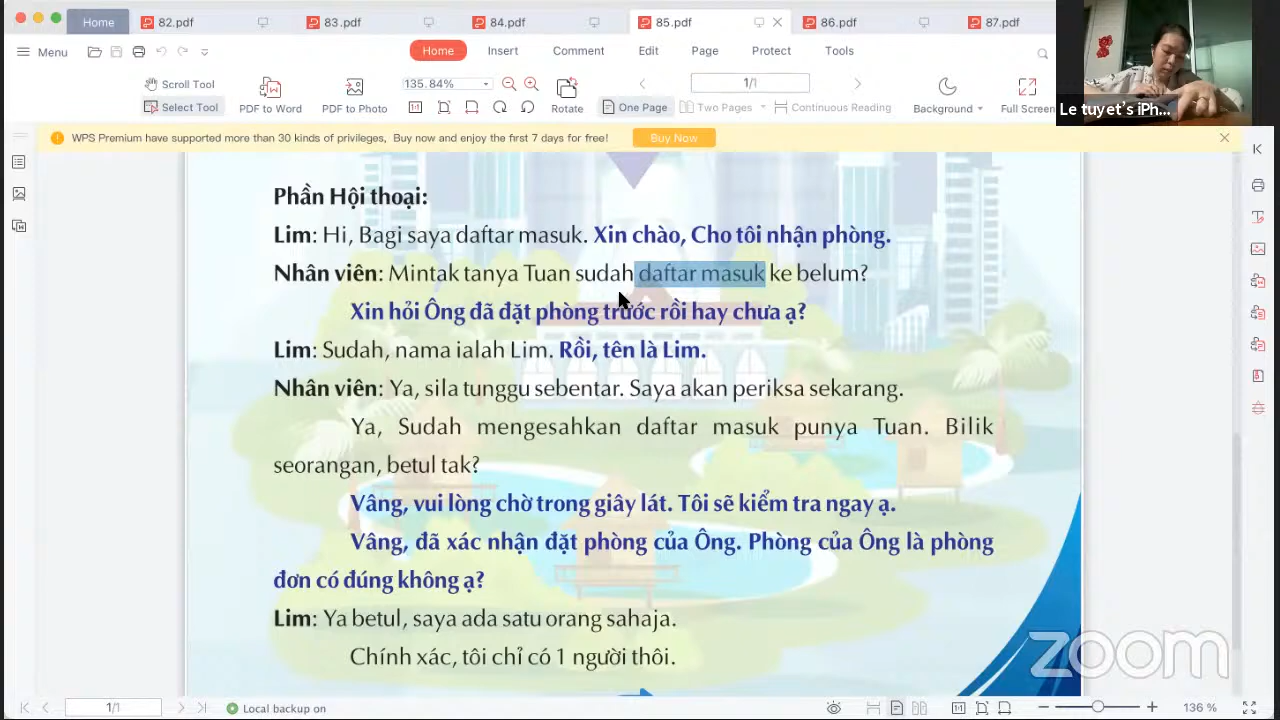 Home
82.pdf
83.pdf
84.pdf
85.pdf
86.pdf
87.pdf
Menu
Home
Insert
Comment
Edit
Page
Protect
Tools
Scroll Tool
Select Tool
PDF to Word
PDF to Photo
135.84%
Rotate
1/1
One Page
Two Pages
Continuous Reading
Background
Full Screen
Le tuyet's iPh...
WPS Premium have supported more than 30 kinds of privileges, Buy now and enjoy the first 7 days for free!
Buy Now
Phần Hội thoại:
Lim: Hi, Bagi saya daftar masuk. Xin chào, Cho tôi nhận phòng.
Nhân viên: Mintak tanya Tuan sudah daftar masuk ke belum?
Xin hỏi Ông đã đặt phòng trước rồi hay chưa ạ?
Lim: Sudah, nama ialah Lim. Rồi, tên là Lim.
Nhân viên: Ya, sila tunggu sebentar. Saya akan periksa sekarang.
Ya, Sudah mengesahkan daftar masuk punya Tuan. Bilik
seorangan, betul tak?
Vâng, vui lòng chờ trong giây lát. Tôi sẽ kiểm tra ngay ạ.
Vâng, đã xác nhận đặt phòng của Ông. Phòng của Ông là phòng
đơn có đúng không ạ?
Lim: Ya betul, saya ada satu orang sahaja.
Chính xác, tôi chỉ có 1 người thôi.
zoom
1/1
Local backup on
136 %